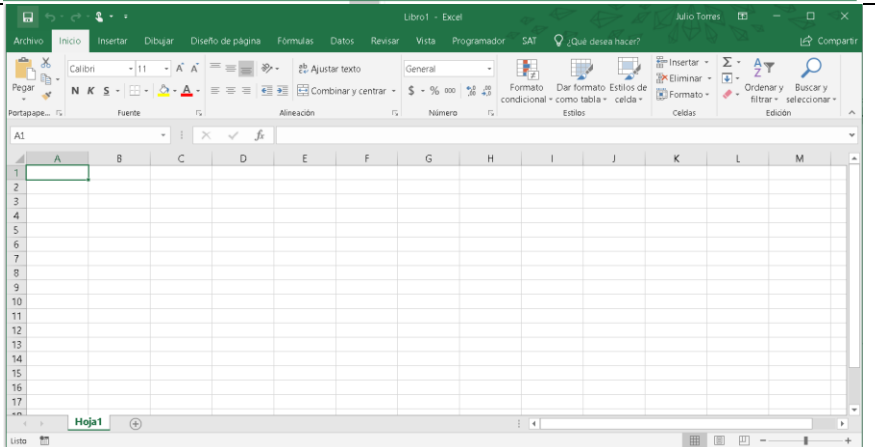 Libro1 - Excel
Julio Torres
Archivo Inicio Insertar Dibujar Diseño de página Fórmulas Datos Revisar Vista Programador SAT ¿Qué desea hacer? Compartir
Pegar
Calibri 11
N K S
Ajustar texto
Combinar y centrar
General
$ % 000
Formato condicional
Dar formato como tabla
Estilos de celda
Insertar
Eliminar
Formato
Ordenar y filtrar
Buscar y seleccionar
Portapape... Fuente Alineación Número Estilos Celdas Edición
A1 fx
A B C D E F G H I J K L M
1
2
3
4
5
6
7
8
9
10
11
12
13
14
15
16
17
Hoja1
Listo